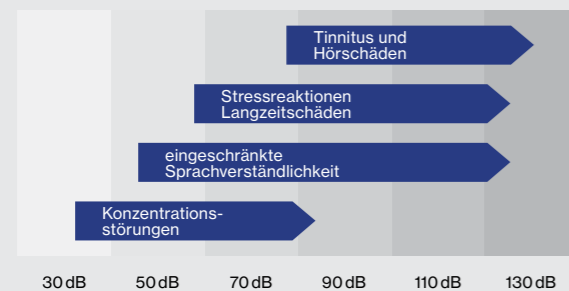 Tinnitus und
Hörschäden
Stressreaktionen
Langzeitschäden
eingeschränkte
Sprachverständlichkeit
Konzentrations-
störungen
30 dB 50 dB 70 dB 90 dB 110 dB 130 dB